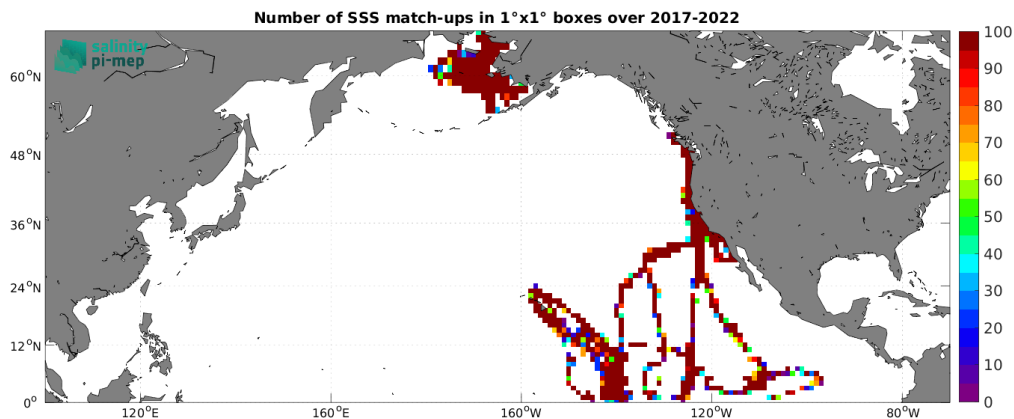 Number of SSS match-ups in 1°x1° boxes over 2017-2022
salinity
pi-mep
60°N
48°N
36°N
24°N
12°N
0°
120°E
160°E
160°W
120°W
80°W
100
90
80
70
60
50
40
30
20
10
0